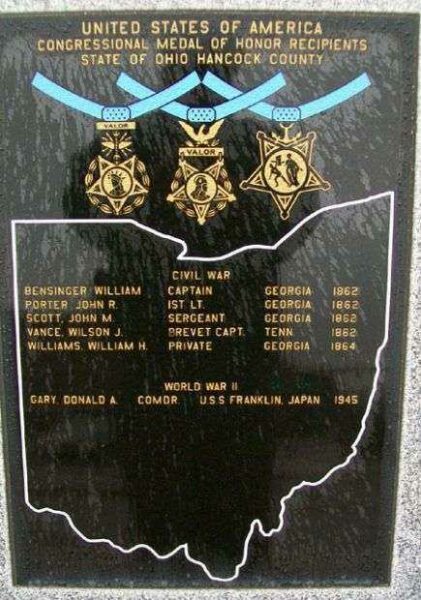 UNITED STATES OF AMERICA
CONGRESSIONAL MEDAL OF HONOR RECIPIENTS
STATE OF OHIO HANCOCK COUNTY
VALOR
VALOR
CIVIL WAR
BENSINGER, WILLIAM CAPTAIN GEORGIA 1862
PORTER, JOHN R. 1ST LT. GEORGIA 1862
SCOTT, JOHN M. SERGEANT GEORGIA 1862
VANCE, WILSON J. BREVET CAPT. TENN 1862
WILLIAMS, WILLIAM H. PRIVATE GEORGIA 1864
WORLD WAR II
GARY, DONALD A. COMDR. U.S.S FRANKLIN, JAPAN 1945